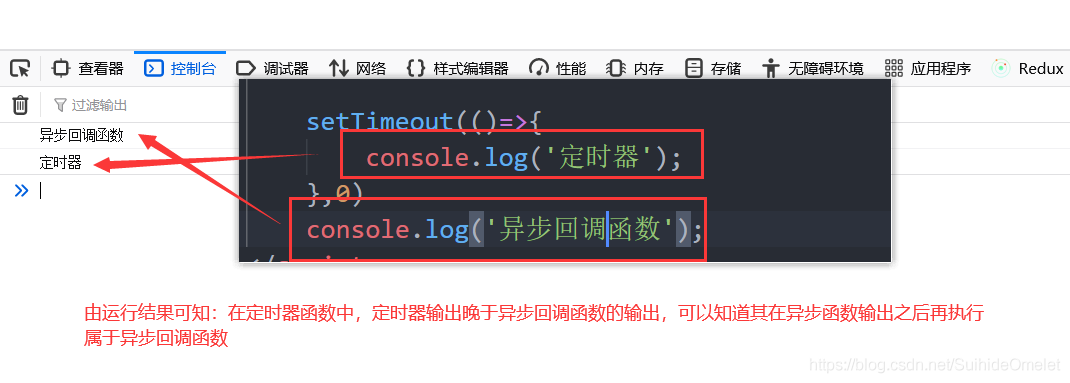 查看器 控制台 调试器 网络 样式编辑器 性能 内存 存储 无障碍环境 应用程序 Redux
过滤输出
异步回调函数
定时器
setTimeout(()=>{
console.log('定时器');
},0)
console.log('异步回调函数');
由运行结果可知：在定时器函数中，定时器输出晚于异步回调函数的输出，可以知道其在异步函数输出之后再执行
属于异步回调函数
https://blog.csdn.net/SuihideOmelet